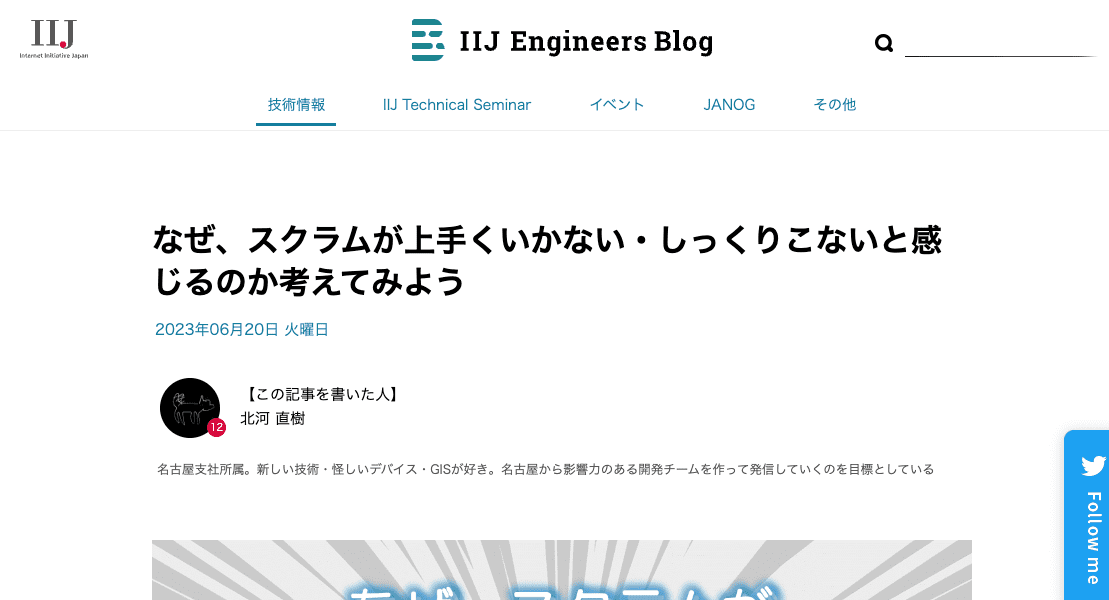 IIJ
Internet Initiative Japan
IIJ Engineers Blog
技術情報 IIJ Technical Seminar イベント JANOG その他
なぜ、スクラムが上手くいかない・しっくりこないと感
じるのか考えてみよう
2023年06月20日 火曜日
【この記事を書いた人】
12
北河 直樹
名古屋支社所属。新しい技術・怪しいデバイス・GISが好き。名古屋から影響力のある開発チームを作って発信していくのを目標としている
Follow me
なぜ、スクラムが